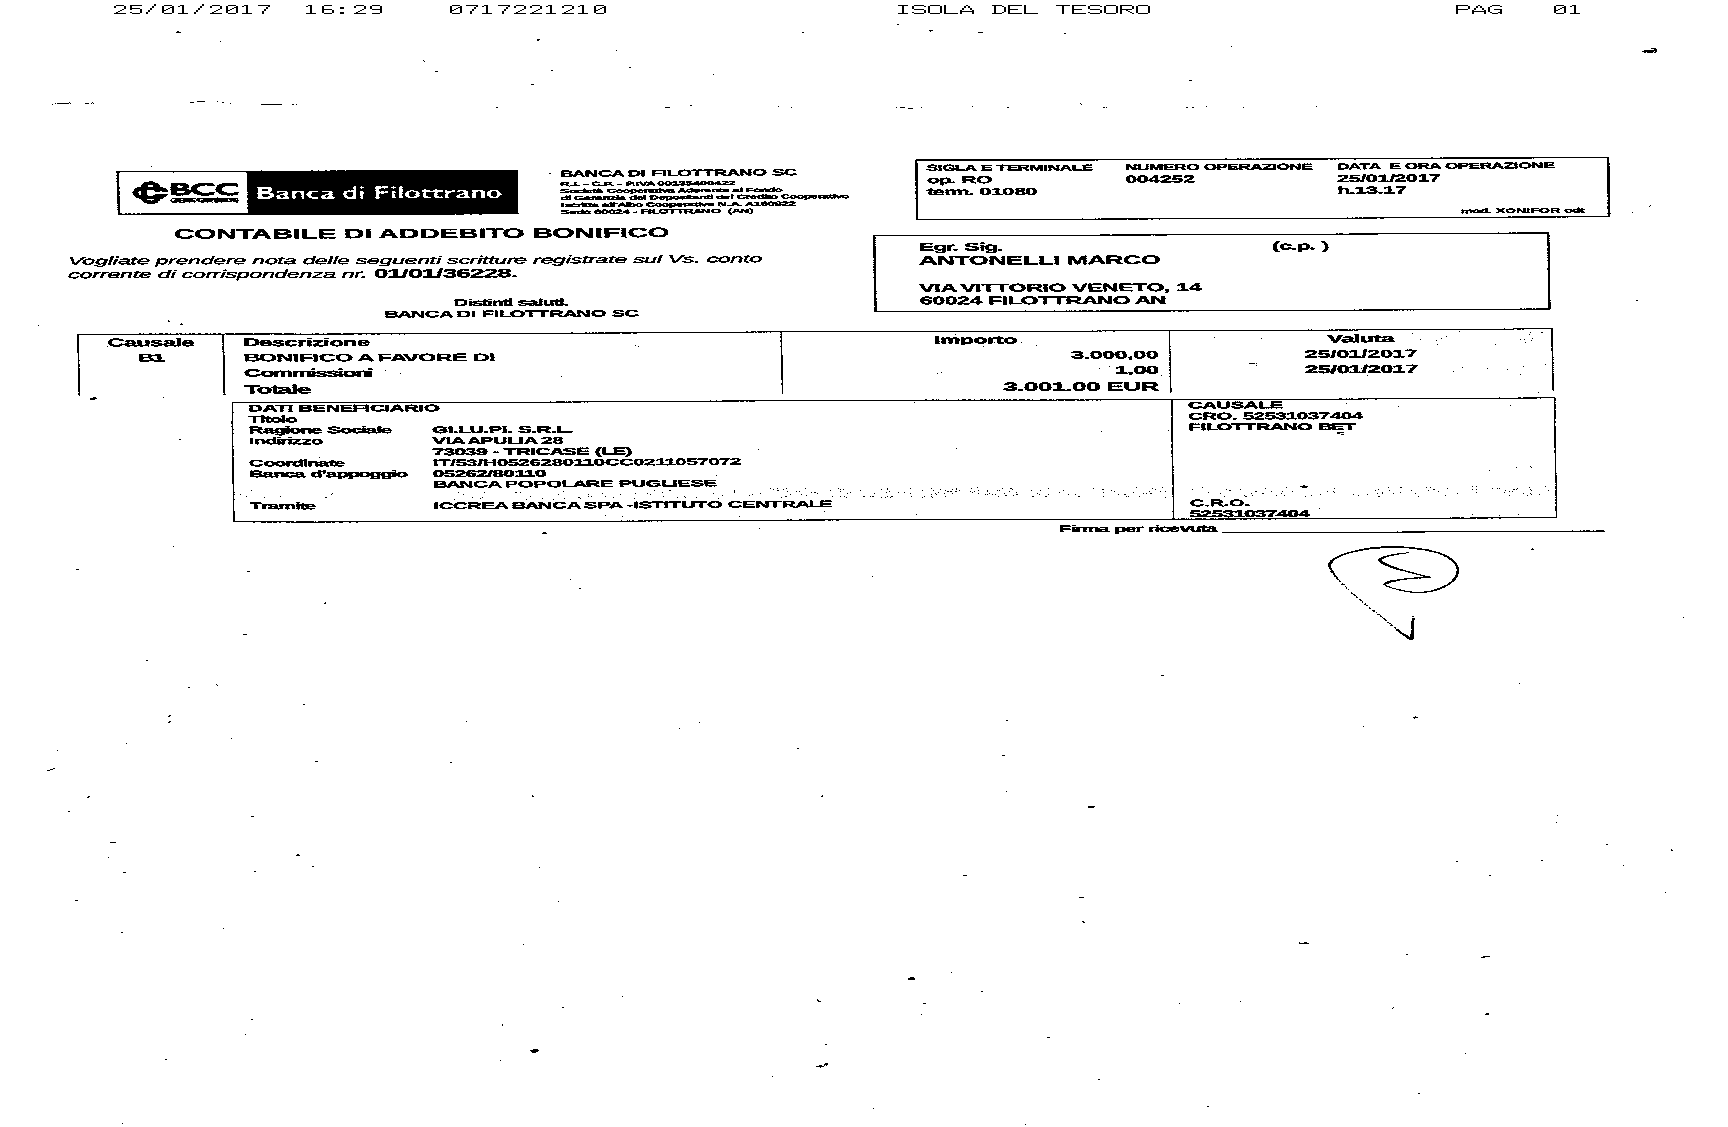 25/01/2017 16:29 0717221210 ISOLA DEL TESORO PAG 01
BCC Banca di Filottrano
BANCA DI FILOTTRANO SC
R.I. - C.F. - P.IVA 00135400422
Società Cooperativa Aderente al Fondo
di Garanzia dei Depositanti del Credito Cooperativo
Iscritta all'Albo Cooperative N.A. A160922
Sede 60024 - FILOTTRANO (AN)
SIGLA E TERMINALE NUMERO OPERAZIONE DATA E ORA OPERAZIONE
op. RO 004252 25/01/2017
term. 01080 h.13.17
mod. XONIFOR odt
CONTABILE DI ADDEBITO BONIFICO
Vogliate prendere nota delle seguenti scritture registrate sul Vs. conto
corrente di corrispondenza nr. 01/01/36228.
Distinti saluti.
BANCA DI FILOTTRANO SC
Egr. Sig. (c.p. )
ANTONELLI MARCO
VIA VITTORIO VENETO, 14
60024 FILOTTRANO AN
Causale Descrizione Importo Valuta
B1 BONIFICO A FAVORE DI 3.000,00 25/01/2017
Commissioni 1,00 25/01/2017
Totale 3.001.00 EUR
DATI BENEFICIARIO
Titolo
Ragione Sociale GI.LU.PI. S.R.L.
Indirizzo VIA APULIA 28
73039 - TRICASE (LE)
Coordinate IT/53/H0526280110CC0211057072
Banca d'appoggio 05262/80110
BANCA POPOLARE PUGLIESE
Tramite ICCREA BANCA SPA -ISTITUTO CENTRALE
CAUSALE
CRO. 52531037404
FILOTTRANO BET
C.R.O.
52531037404
Firma per ricevuta